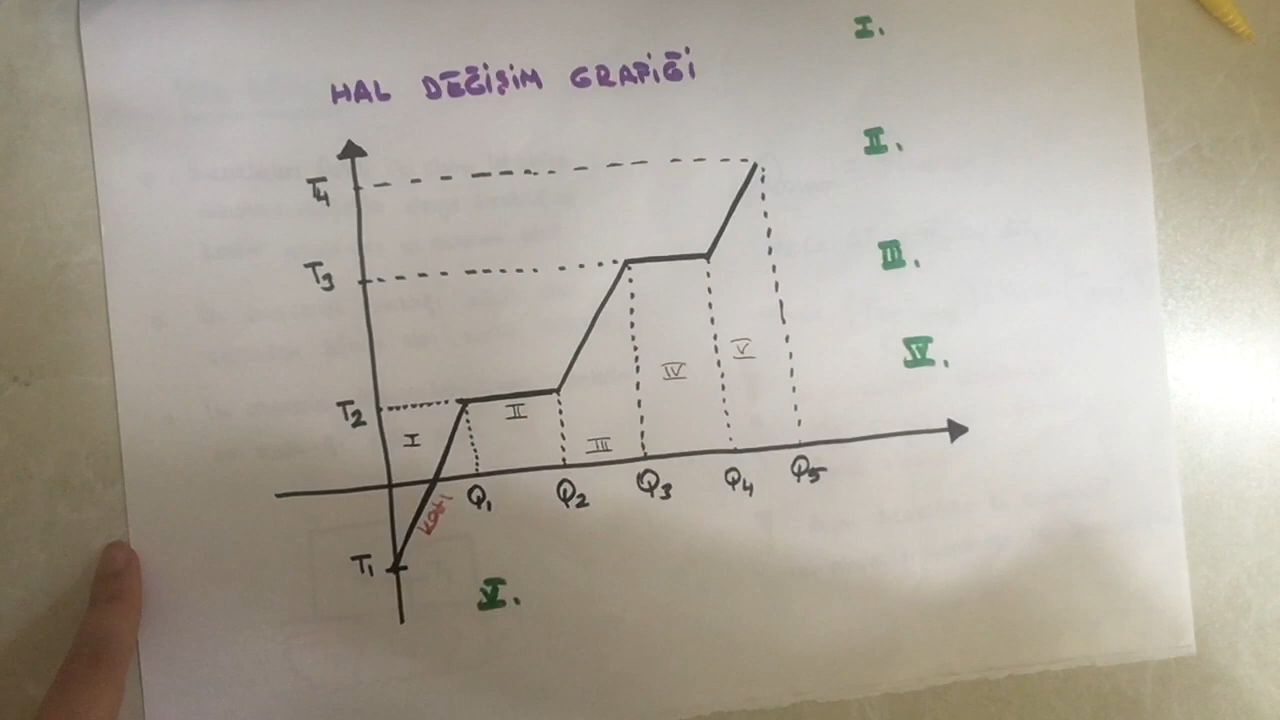 HAL DEĞİŞİM GRAFİĞİ
I.
II.
III.
V.
T4
T3
T2
T1
I
II
III
IV
V
katı
Q1
Q2
Q3
Q4
Q5
V.